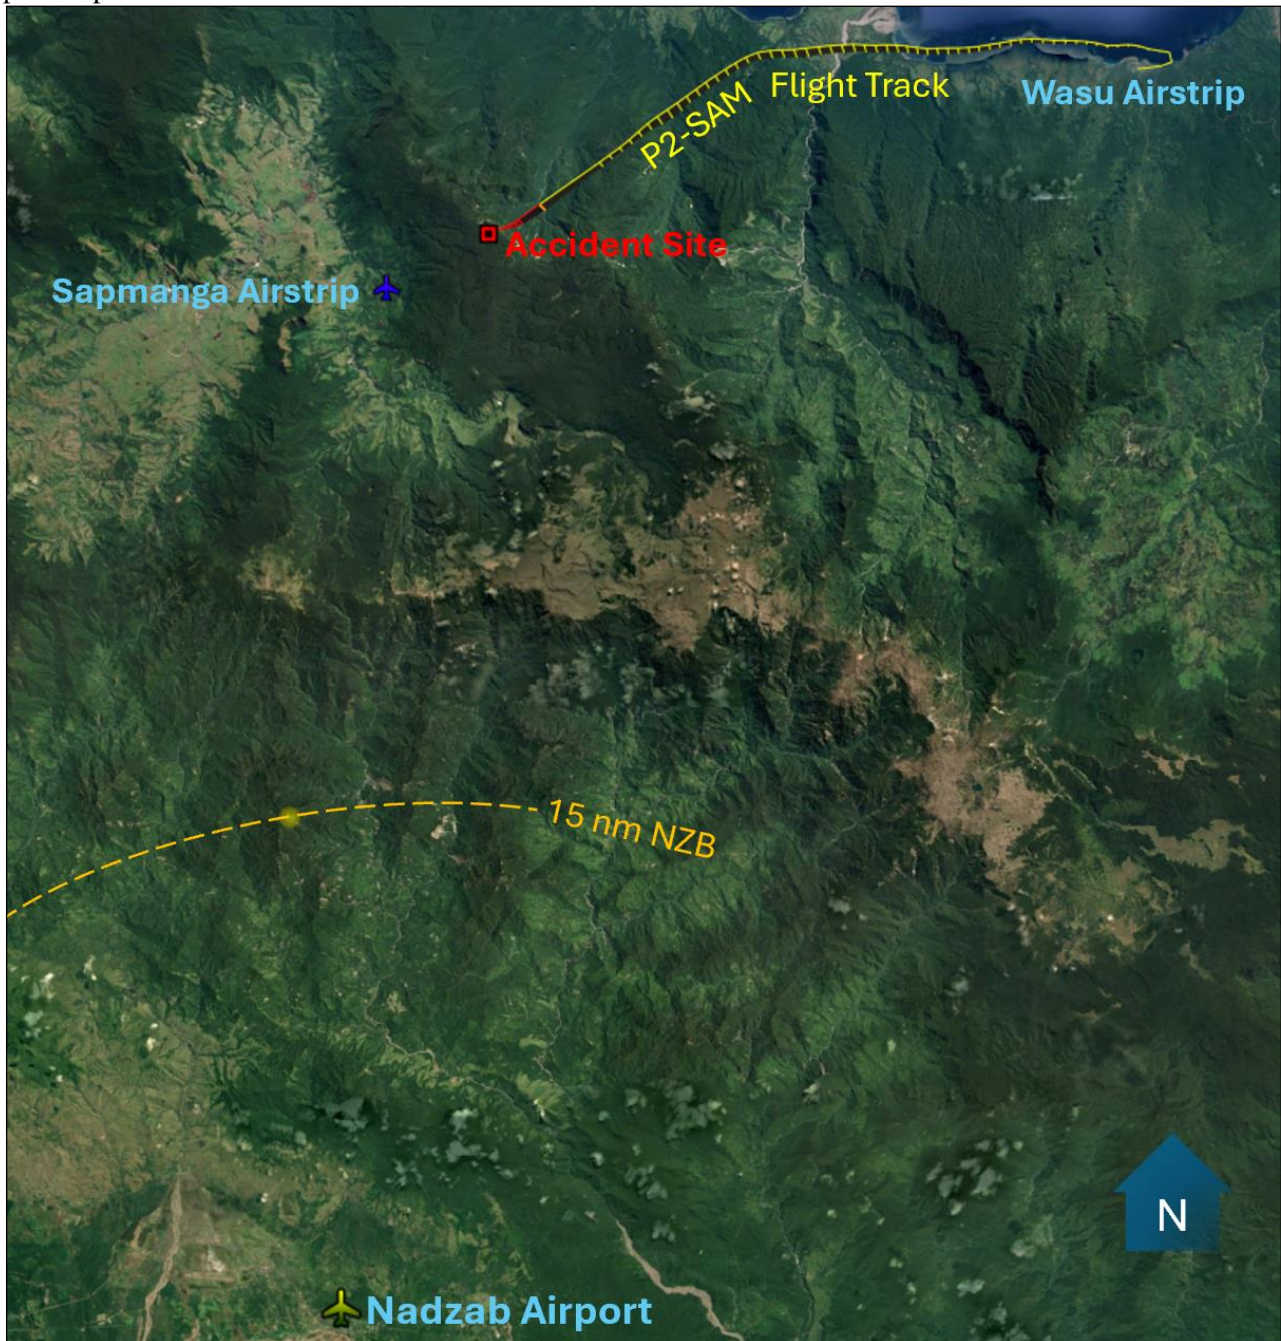 Flight Track
Wasu Airstrip
P2-SAM
Accident Site
Sapmanga Airstrip
15 nm NZB
N
Nadzab Airport